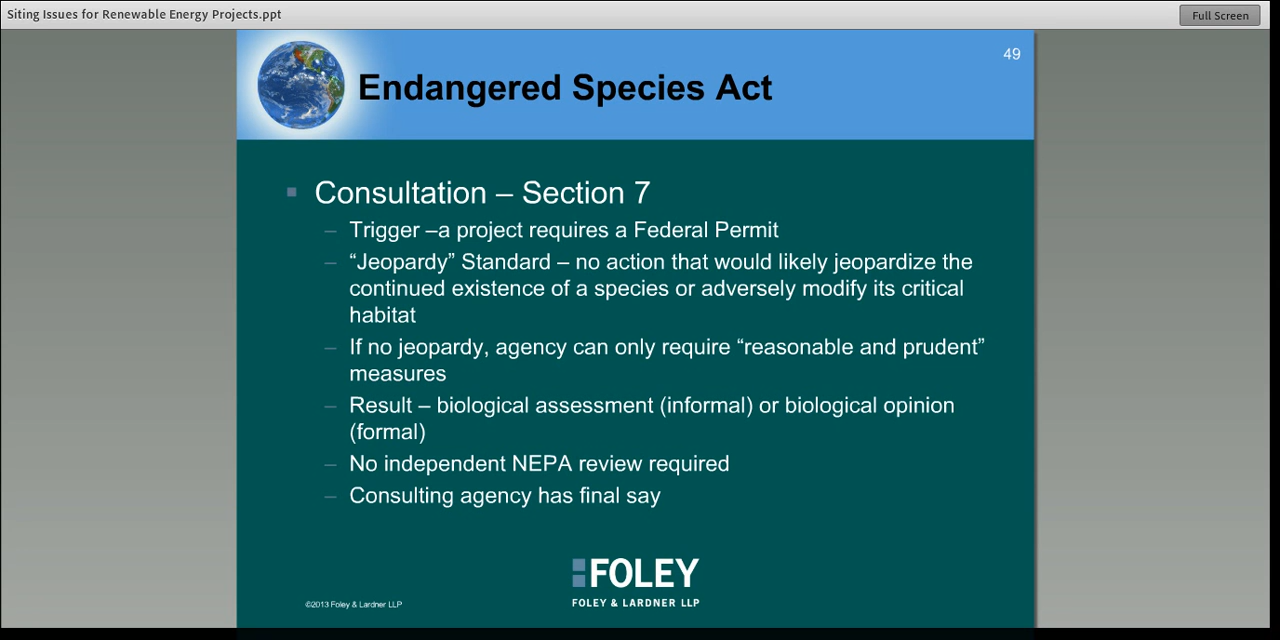 Siting Issues for Renewable Energy Projects.ppt
Full Screen
49
Endangered Species Act
Consultation – Section 7
– Trigger –a project requires a Federal Permit
– “Jeopardy” Standard – no action that would likely jeopardize the
continued existence of a species or adversely modify its critical
habitat
– If no jeopardy, agency can only require “reasonable and prudent”
measures
– Result – biological assessment (informal) or biological opinion
(formal)
– No independent NEPA review required
– Consulting agency has final say
FOLEY
FOLEY & LARDNER LLP
©2013 Foley & Lardner LLP